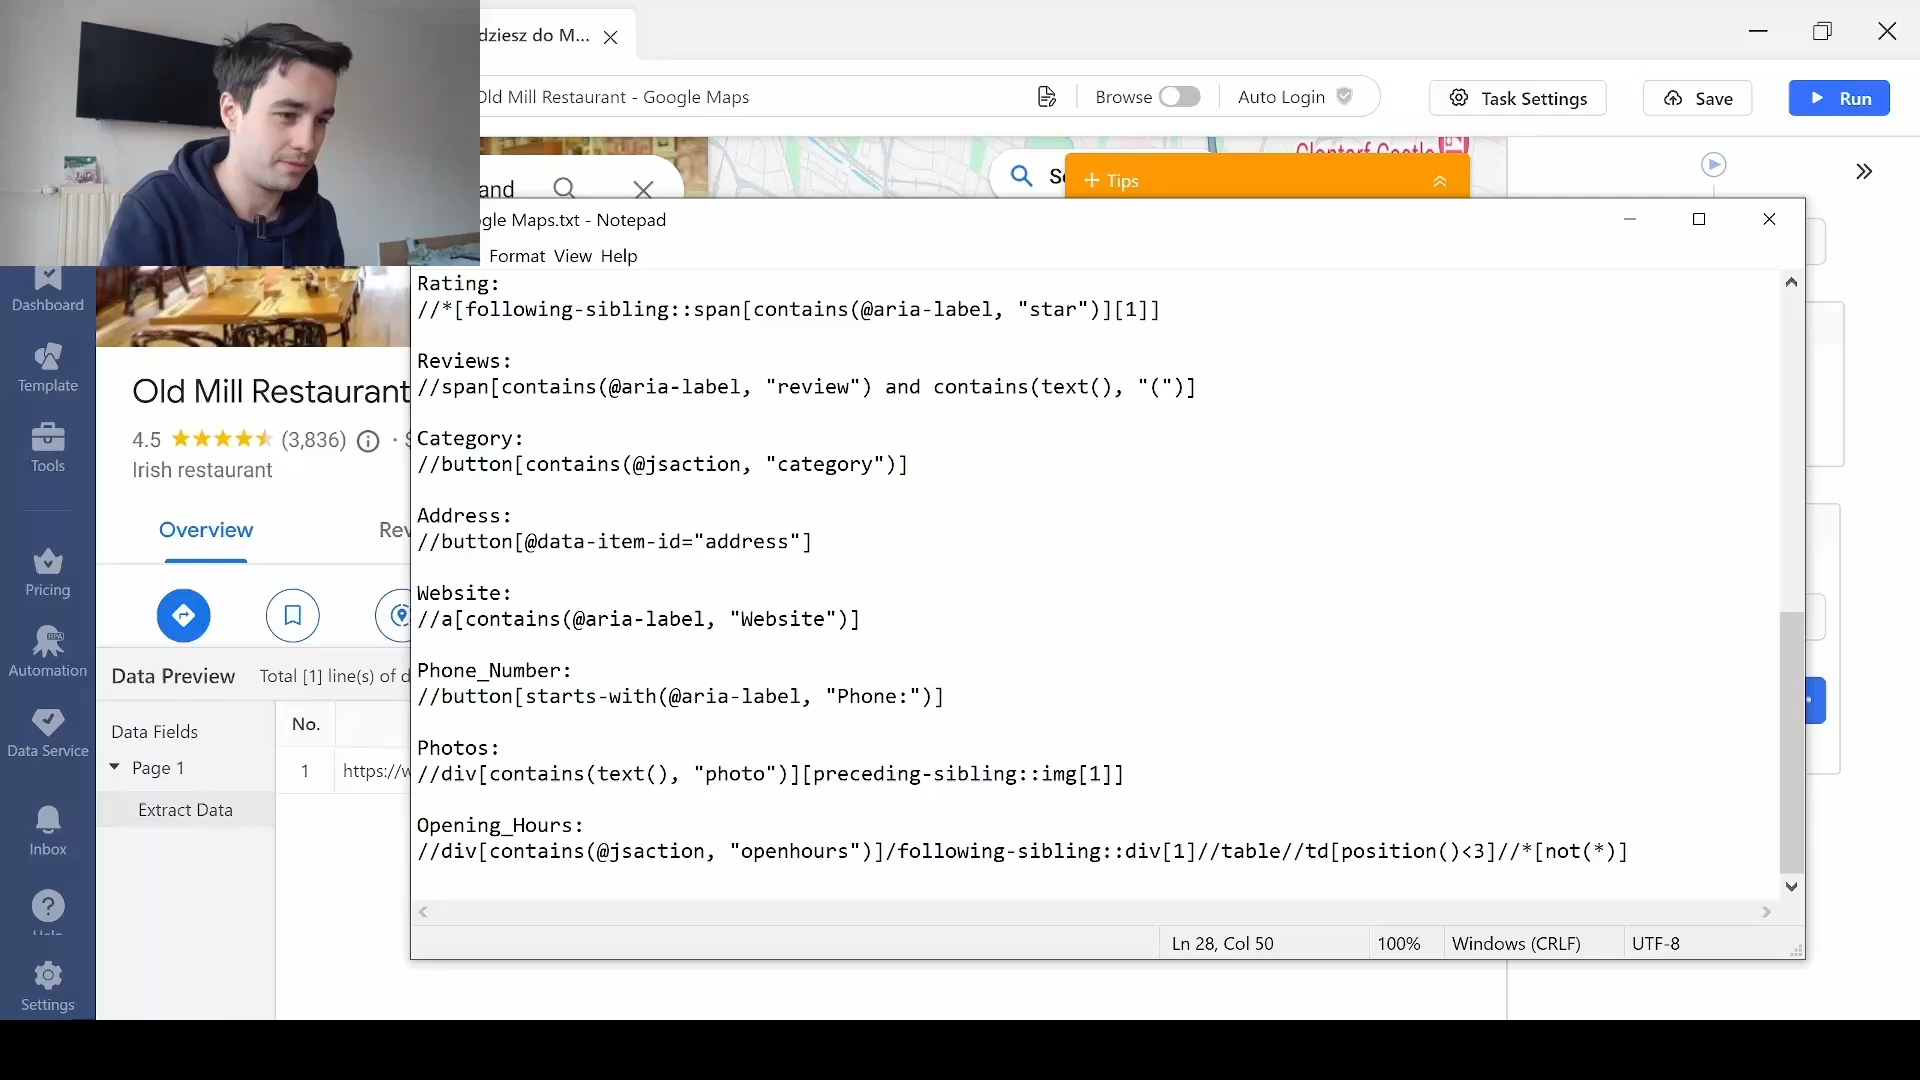 dziesz do M...
Old Mill Restaurant - Google Maps
Browse
Auto Login
Task Settings
Save
Run
and
Tips
gle Maps.txt - Notepad
Format View Help
Rating:
//*[following-sibling::span[contains(@aria-label, "star")][1]]
Reviews:
//span[contains(@aria-label, "review") and contains(text(), "(")]
Category:
//button[contains(@jsaction, "category")]
Address:
//button[@data-item-id="address"]
Website:
//a[contains(@aria-label, "Website")]
Phone_Number:
//button[starts-with(@aria-label, "Phone:")]
Photos:
//div[contains(text(), "photo")][preceding-sibling::img[1]]
Opening_Hours:
//div[contains(@jsaction, "openhours")]/following-sibling::div[1]//table//td[position()<3]//*[not(*)]
Ln 28, Col 50
100%
Windows (CRLF)
UTF-8
Dashboard
Template
Tools
Pricing
RPA
Automation
Data Service
Inbox
Help
Settings
Old Mill Restaurant
4.5 (3,836) ·
Irish restaurant
Overview
Rev
Data Preview
Total [1] line(s) of d
Data Fields
Page 1
Extract Data
No.
1
https://w